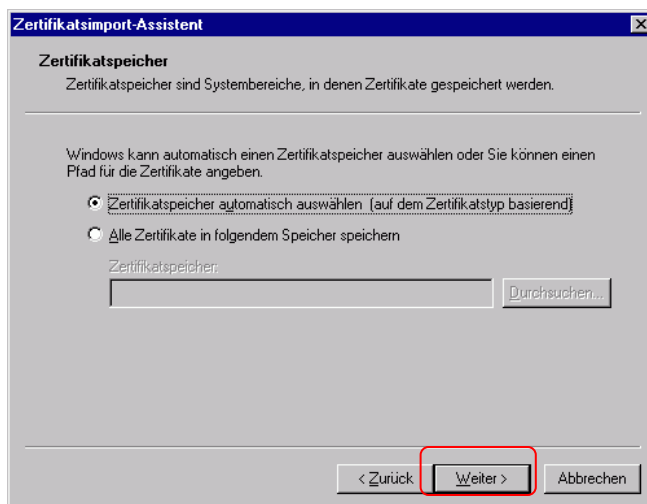 Zertifikatsimport-Assistent
Zertifikatspeicher
Zertifikatspeicher sind Systembereiche, in denen Zertifikate gespeichert werden.
Windows kann automatisch einen Zertifikatspeicher auswählen oder Sie können einen
Pfad für die Zertifikate angeben.
Zertifikatspeicher automatisch auswählen (auf dem Zertifikatstyp basierend)
Alle Zertifikate in folgendem Speicher speichern
Zertifikatspeicher:
Durchsuchen...
< Zurück Weiter > Abbrechen